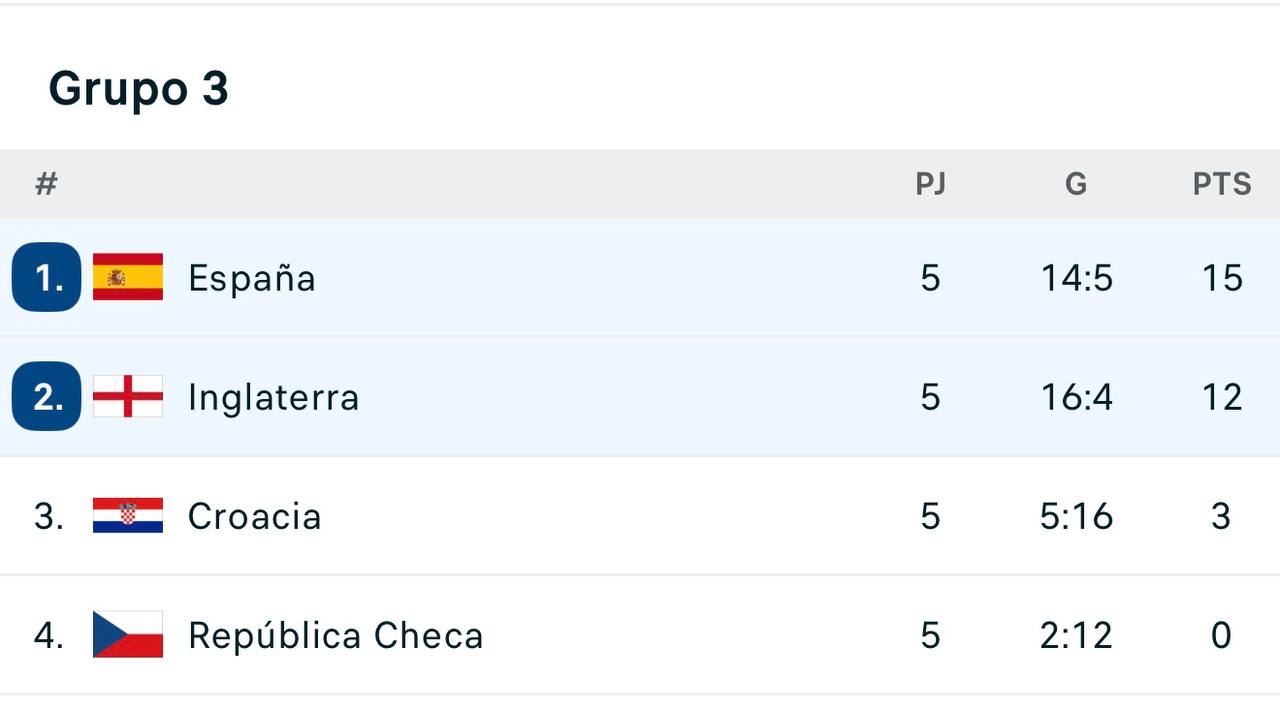 Grupo 3
# PJ G PTS
1. España 5 14:5 15
2. Inglaterra 5 16:4 12
3. Croacia 5 5:16 3
4. República Checa 5 2:12 0